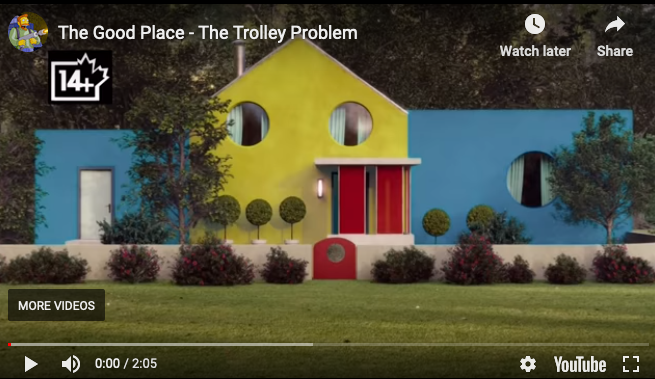 The Good Place - The Trolley Problem
Watch later
Share
14+
MORE VIDEOS
0:00 / 2:05
YouTube